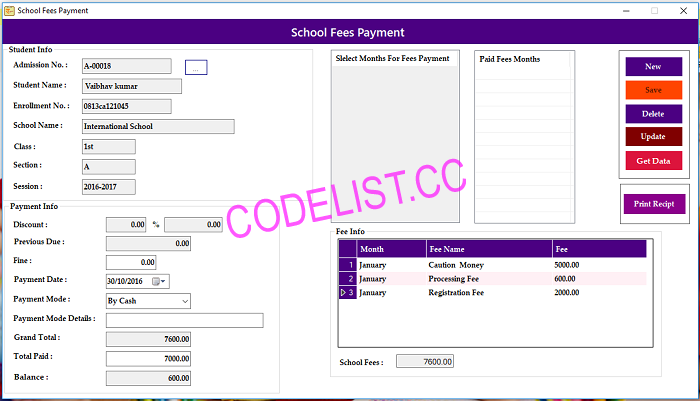 School Fees Payment
School Fees Payment
Student Info
Admission No. : A-00018 ...
Student Name : Vaibhav kumar
Enrollment No. : 0813ca121045
School Name : International School
Class : 1st
Section : A
Session : 2016-2017
Payment Info
Discount : 0.00 % 0.00
Previous Due : 0.00
Fine : 0.00
Payment Date : 30/10/2016
Payment Mode : By Cash
Payment Mode Details :
Grand Total : 7600.00
Total Paid : 7000.00
Balance : 600.00
Slelect Months For Fees Payment
Paid Fees Months
New
Save
Delete
Update
Get Data
Print Recipt
CODELIST.CC
Fee Info
Month Fee Name Fee
1 January Caution Money 5000.00
2 January Processing Fee 600.00
3 January Registration Fee 2000.00
School Fees : 7600.00